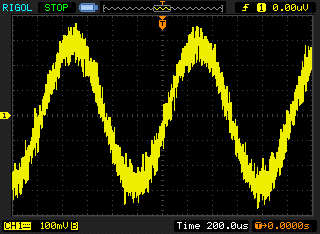 RIGOL STOP T 1 0.00uV
T
1
CH1 100mV B Time 200.0us T→0.0000s